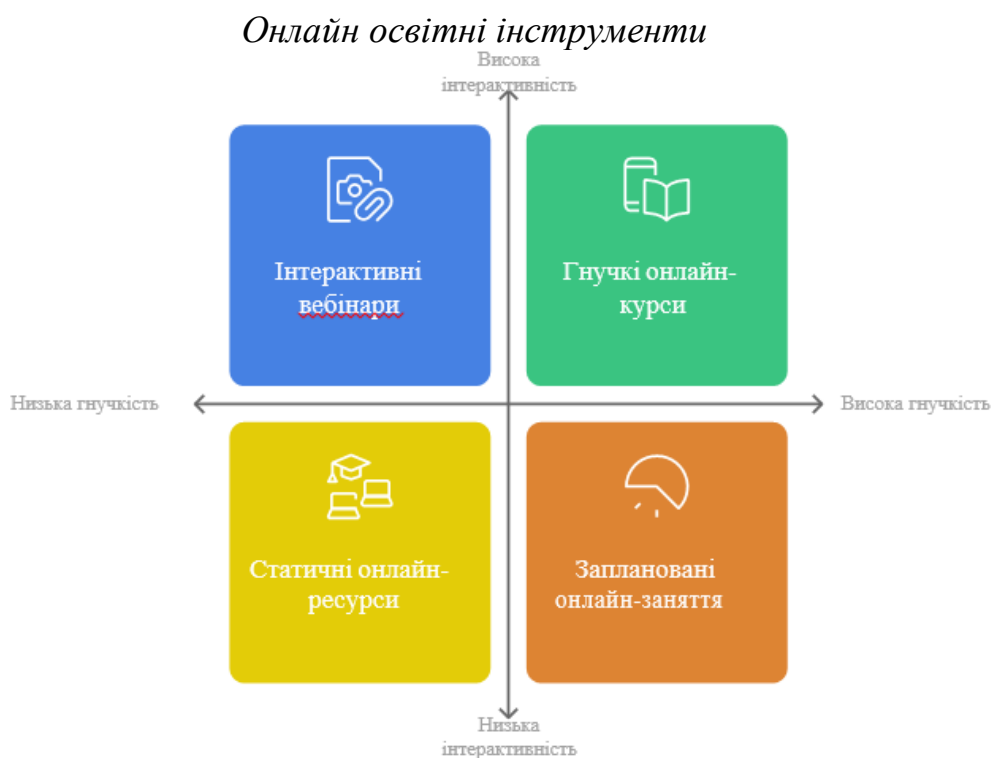 Онлайн освітні інструменти
Висока
інтерактивність
Інтерактивні
вебінари
Гнучкі онлайн-
курси
Низька гнучкість
Висока гнучкість
Статичні онлайн-
ресурси
Заплановані
онлайн-заняття
Низька
інтерактивність